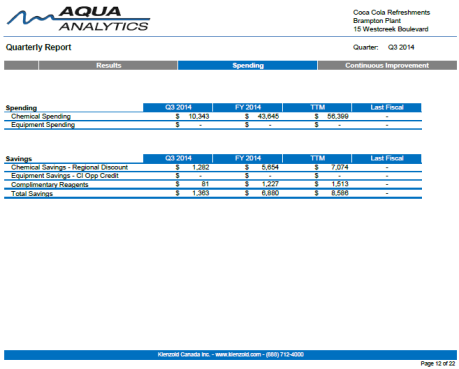 AQUA
ANALYTICS
Coca Cola Refreshments
Brampton Plant
15 Westcreek Boulevard
Quarterly Report
Quarter: Q3 2014
Results Spending Continuous Improvement
Spending Q3 2014 FY 2014 TTM Last Fiscal
Chemical Spending $ 10,343 $ 43,645 $ 56,399 -
Equipment Spending $ - $ - $ - -
Savings Q3 2014 FY 2014 TTM Last Fiscal
Chemical Savings - Regional Discount $ 1,282 $ 5,654 $ 7,074 -
Equipment Savings - CI Opp Credit $ - $ - $ - -
Complimentary Reagents $ 81 $ 1,227 $ 1,513 -
Total Savings $ 1,363 $ 6,880 $ 8,586 -
Klenzoid Canada Inc. - www.klenzoid.com - (888) 712-4000
Page 12 of 22